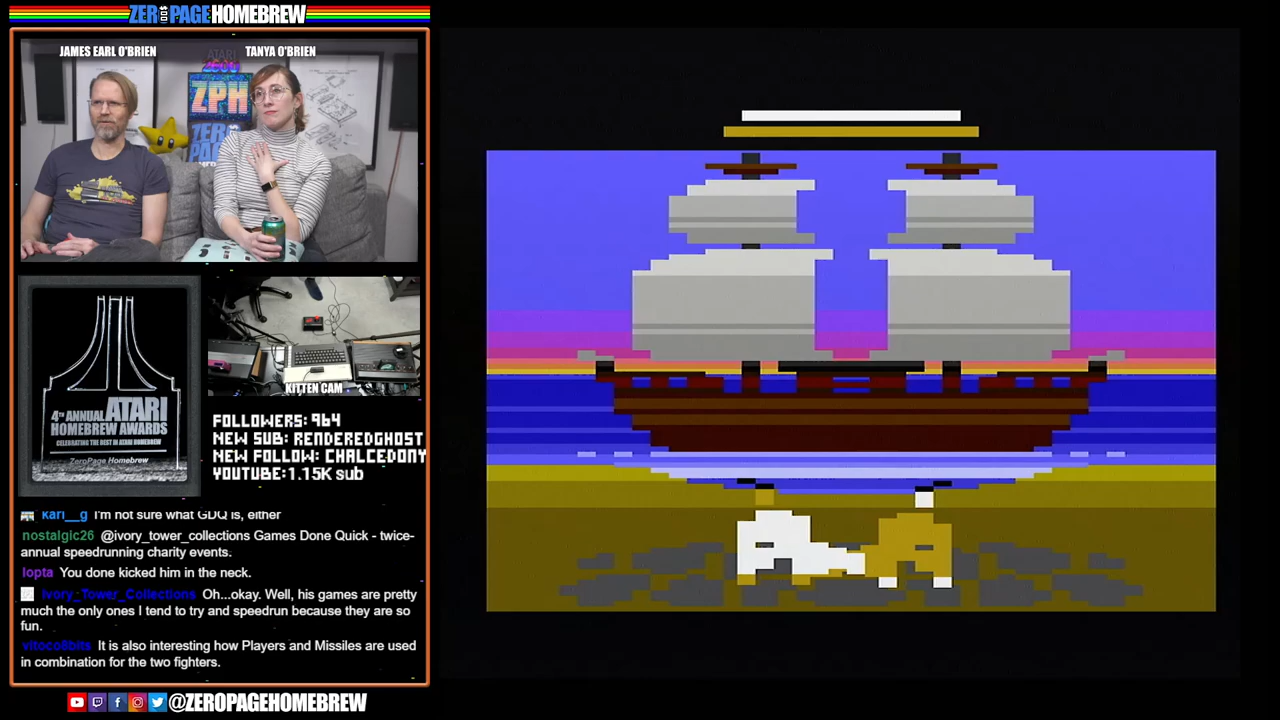 ZEROPAGE HOMEBREW
JAMES EARL O'BRIEN
TANYA O'BRIEN
ATARI
2600
ZPH
ZERO
PAGE
4TH ANNUAL ATARI
HOMEBREW AWARDS
CELEBRATING THE BEST IN ATARI HOMEBREW
ZeroPage Homebrew
KITTEN CAM
FOLLOWERS: 964
NEW SUB: RENDEREDGHOST
NEW FOLLOW: CHALCEDONY
YOUTUBE:1.15K sub
kari__g I'm not sure what GDQ is, either
nostalgic26 @ivory_tower_collections Games Done Quick - twice-
annual speedrunning charity events.
lopta You done kicked him in the neck.
Ivory_Tower_Collections Oh...okay. Well, his games are pretty
much the only ones I tend to try and speedrun because they are so
fun.
vitoco8bits It is also interesting how Players and Missiles are used
in combination for the two fighters.
@ZEROPAGEHOMEBREW